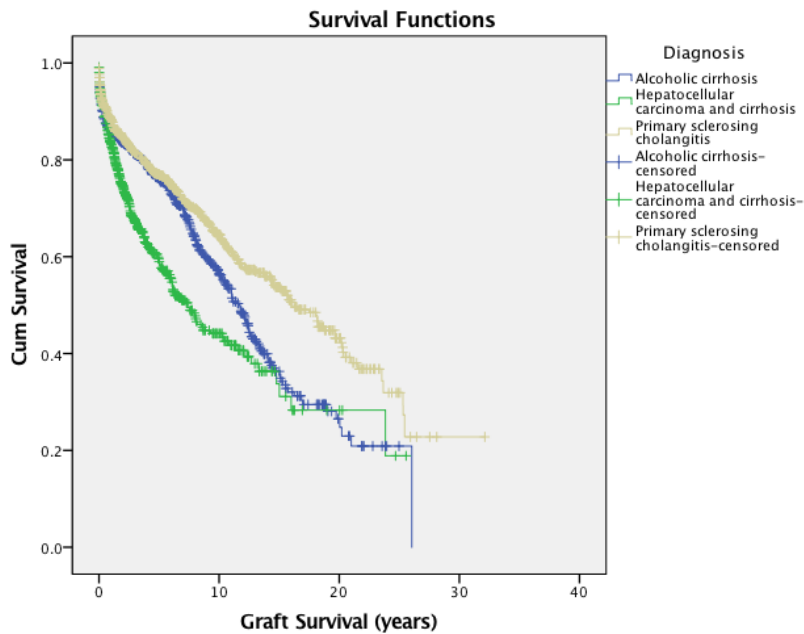 Survival Functions
Diagnosis
Alcoholic cirrhosis
Hepatocellular
carcinoma and cirrhosis
Primary sclerosing
cholangitis
Alcoholic cirrhosis-
censored
Hepatocellular
carcinoma and cirrhosis-
censored
Primary sclerosing
cholangitis-censored
Cum Survival
1.0
0.8
0.6
0.4
0.2
0.0
0 10 20 30 40
Graft Survival (years)